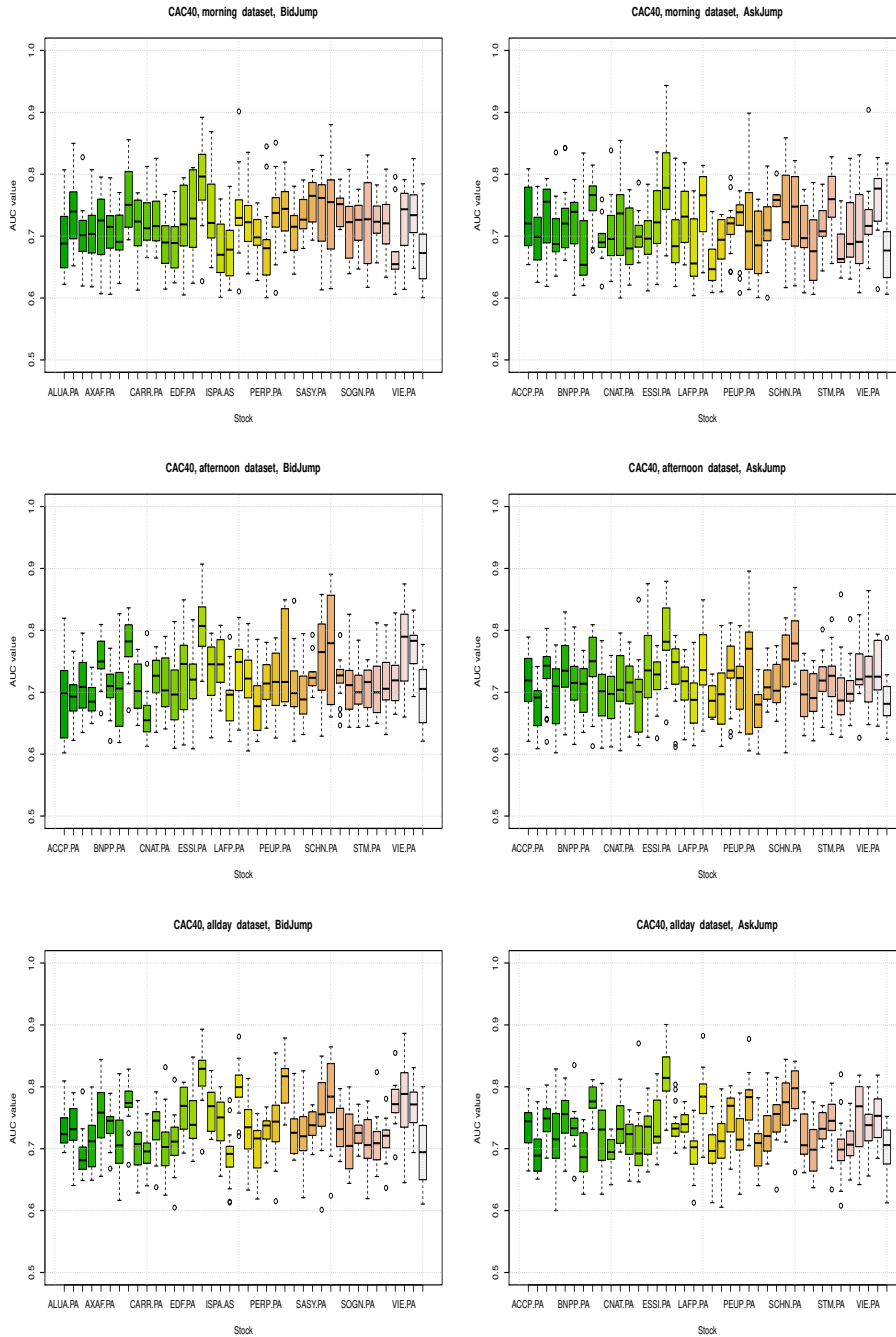 CAC40, morning dataset, BidJump
AUC value
1.0
0.9
0.8
0.7
0.6
0.5
ALUA.PA AXAF.PA CARR.PA EDF.PA ISPA.AS PERP.PA SASY.PA SOGN.PA VIE.PA
Stock
CAC40, morning dataset, AskJump
AUC value
1.0
0.9
0.8
0.7
0.6
0.5
ACCP.PA BNPP.PA CNAT.PA ESSI.PA LAFP.PA PEUP.PA SCHN.PA STM.PA VIE.PA
Stock
CAC40, afternoon dataset, BidJump
AUC value
1.0
0.9
0.8
0.7
0.6
0.5
ACCP.PA BNPP.PA CNAT.PA ESSI.PA LAFP.PA PEUP.PA SCHN.PA STM.PA VIE.PA
Stock
CAC40, afternoon dataset, AskJump
AUC value
1.0
0.9
0.8
0.7
0.6
0.5
ACCP.PA BNPP.PA CNAT.PA ESSI.PA LAFP.PA PEUP.PA SCHN.PA STM.PA VIE.PA
Stock
CAC40, allday dataset, BidJump
AUC value
1.0
0.9
0.8
0.7
0.6
0.5
ALUA.PA AXAF.PA CARR.PA EDF.PA ISPA.AS PERP.PA SASY.PA SOGN.PA VIE.PA
Stock
CAC40, allday dataset, AskJump
AUC value
1.0
0.9
0.8
0.7
0.6
0.5
ACCP.PA BNPP.PA CNAT.PA ESSI.PA LAFP.PA PEUP.PA SCHN.PA STM.PA VIE.PA
Stock